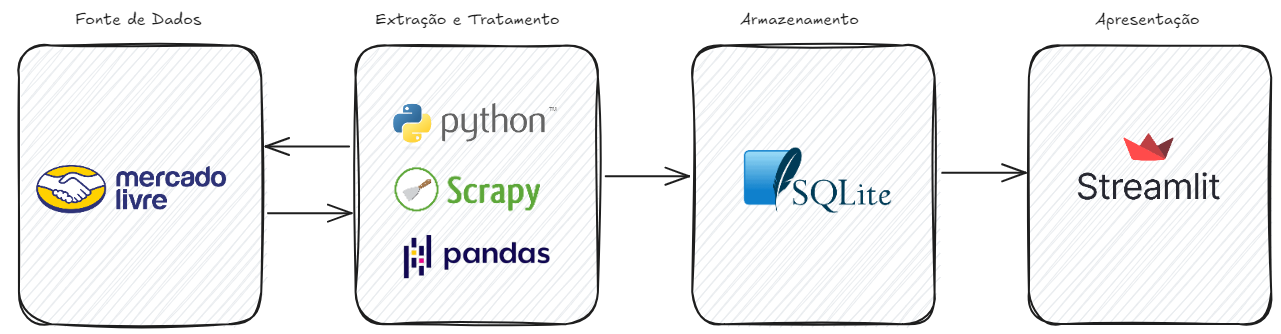 Fonte de Dados
Extração e Tratamento
Armazenamento
Apresentação
mercado
livre
python™
Scrapy
pandas
SQLite
Streamlit